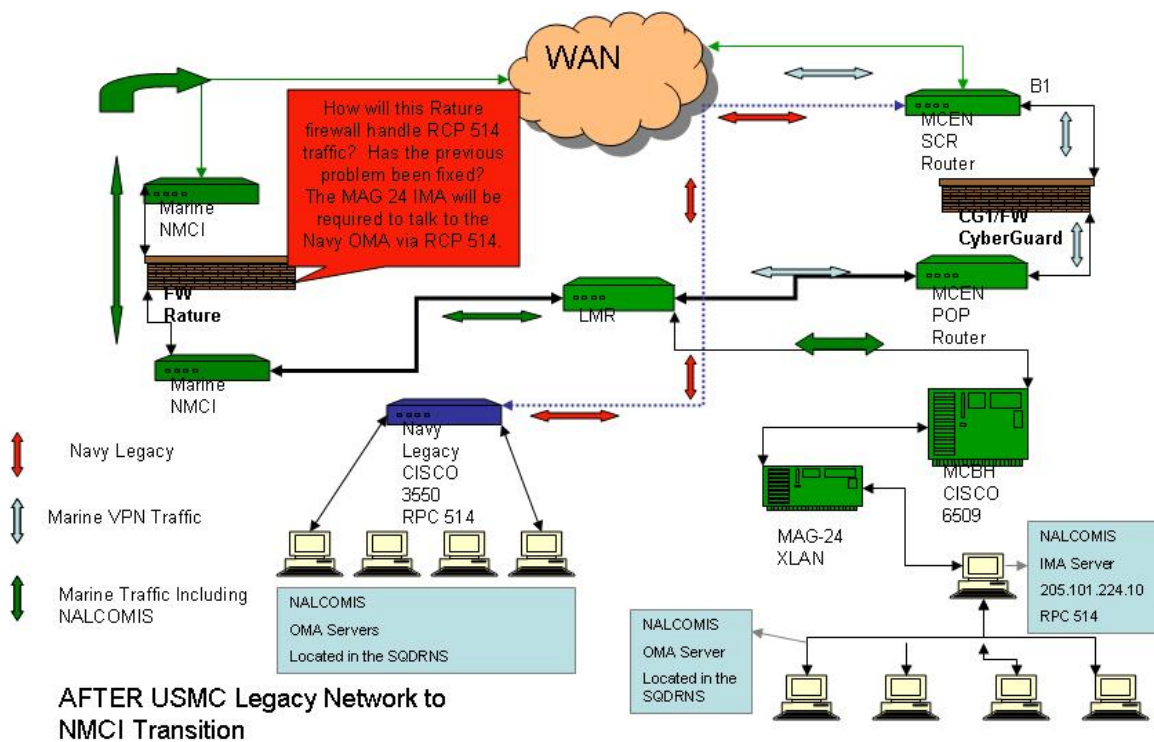 WAN
How will this Rature
firewall handle RCP 514
traffic? Has the previous
problem been fixed?
The MAG 24 IMA will be
required to talk to the
Navy OMA via RCP 514.
B1
MCEN
SCR
Router
Marine
NMCI
CG1/FW
CyberGuard
FW
Rature
LMR
MCEN
POP
Router
Marine
NMCI
Navy
Legacy
CISCO
3550
RPC 514
MCBH
CISCO
6509
MAG-24
XLAN
Navy Legacy
Marine VPN Traffic
Marine Traffic Including
NALCOMIS
NALCOMIS
OMA Servers
Located in the SQDRNS
NALCOMIS
OMA Server
Located in the
SQDRNS
NALCOMIS
IMA Server
205.101.224.10
RPC 514
AFTER USMC Legacy Network to
NMCI Transition